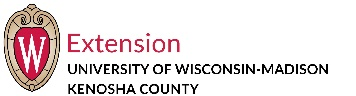 W
Extension
UNIVERSITY OF WISCONSIN-MADISON
KENOSHA COUNTY